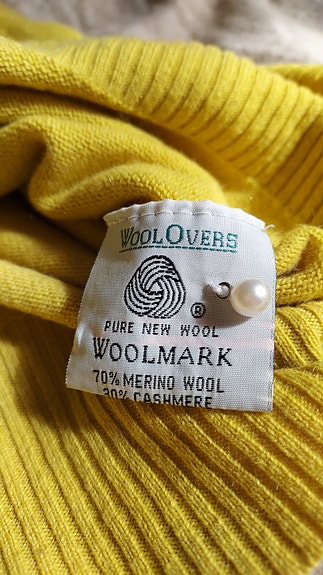 WOOLOVERS
®
PURE NEW WOOL
WOOLMARK
70% MERINO WOOL
30% CASHMERE